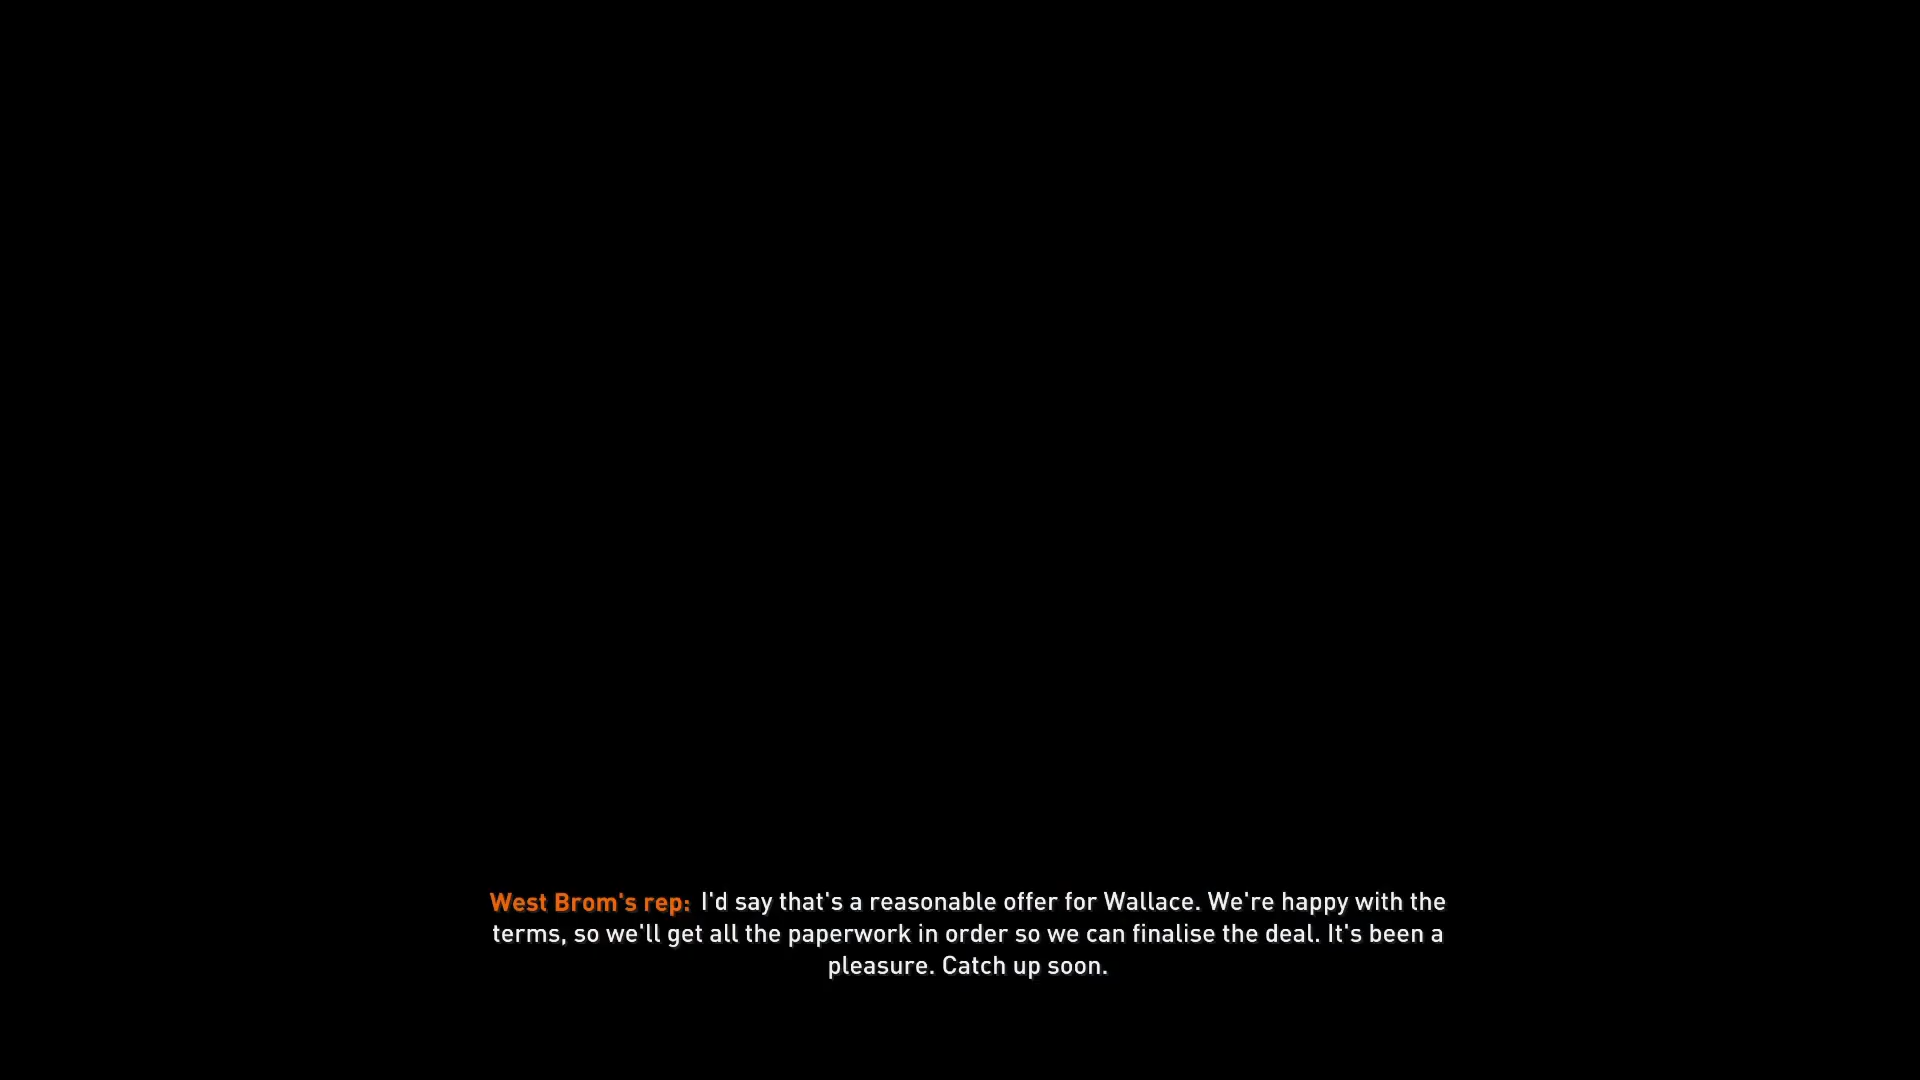 West Brom's rep: I'd say that's a reasonable offer for Wallace. We're happy with the
terms, so we'll get all the paperwork in order so we can finalise the deal. It's been a
pleasure. Catch up soon.